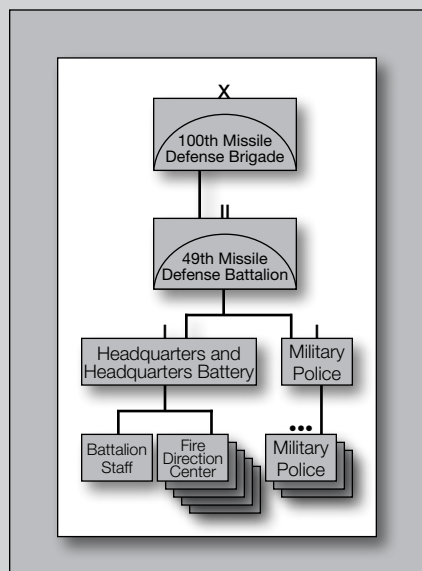 X
100th Missile
Defense Brigade
II
49th Missile
Defense Battalion
I
I
Headquarters and
Headquarters Battery
Military
Police
•••
Battalion
Staff
Fire
Direction
Center
Military
Police